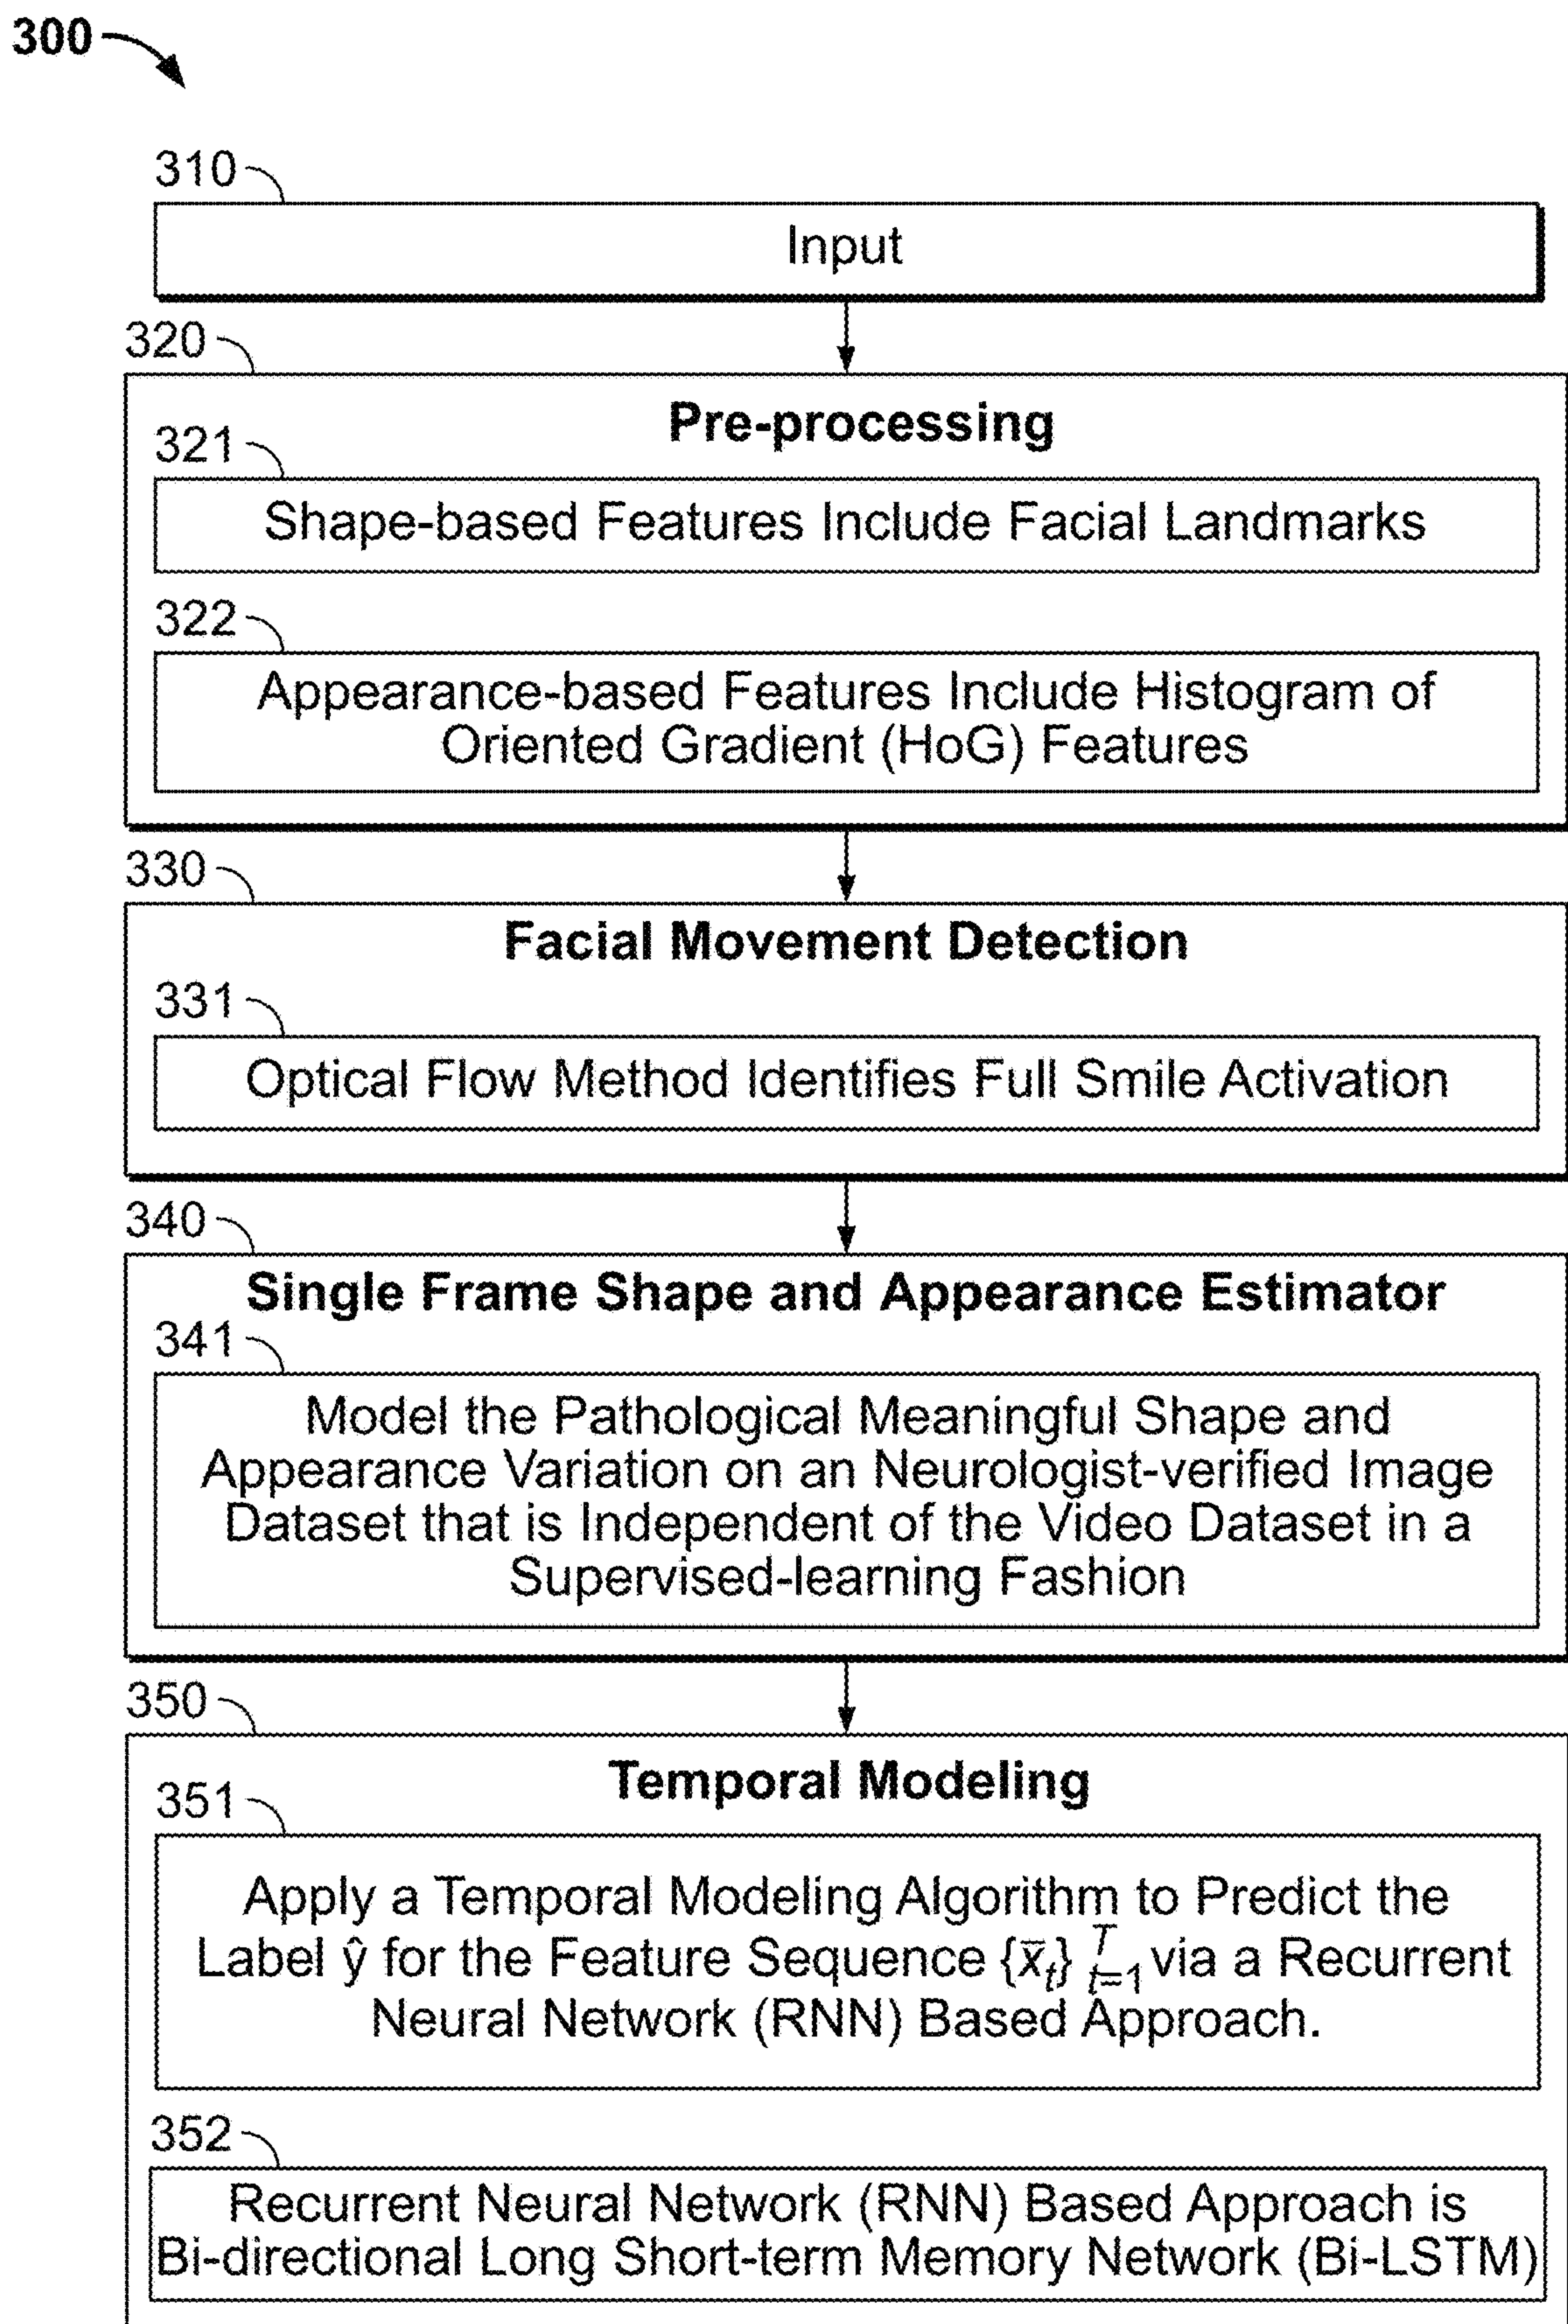 300
310
Input
320
Pre-processing
321
Shape-based Features Include Facial Landmarks
322
Appearance-based Features Include Histogram of
Oriented Gradient (HoG) Features
330
Facial Movement Detection
331
Optical Flow Method Identifies Full Smile Activation
340
Single Frame Shape and Appearance Estimator
341
Model the Pathological Meaningful Shape and
Appearance Variation on an Neurologist-verified Image
Dataset that is Independent of the Video Dataset in a
Supervised-learning Fashion
350
Temporal Modeling
351
Apply a Temporal Modeling Algorithm to Predict the
Label ŷ for the Feature Sequence {x̄_t}_{t=1}^T via a Recurrent
Neural Network (RNN) Based Approach.
352
Recurrent Neural Network (RNN) Based Approach is
Bi-directional Long Short-term Memory Network (Bi-LSTM)